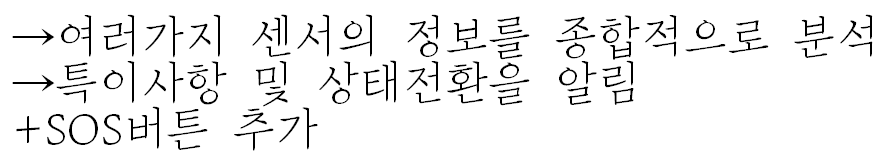 →여러가지 센서의 정보를 종합적으로 분석
→특이사항 및 상태전환을 알림
+SOS버튼 추가